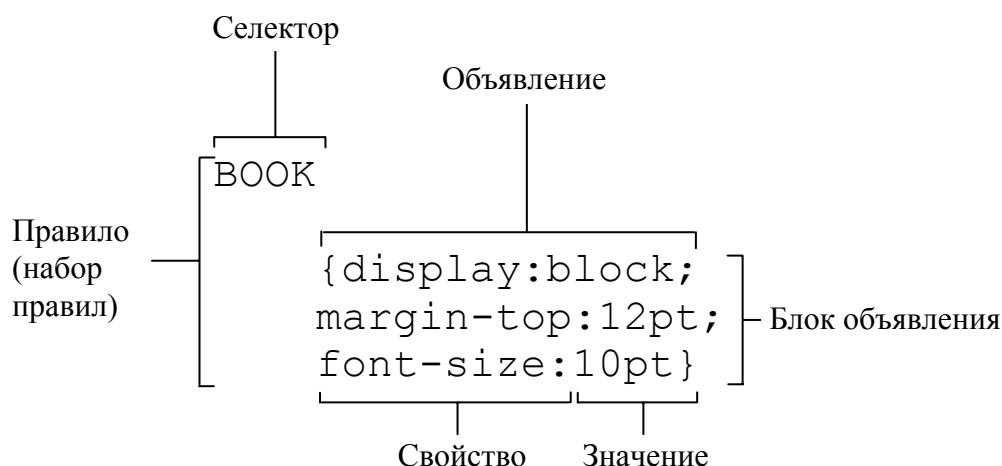 Селектор
Объявление
BOOK
Правило
(набор
правил)
{display:block;
margin-top:12pt;
font-size:10pt}
Блок объявления
Свойство
Значение